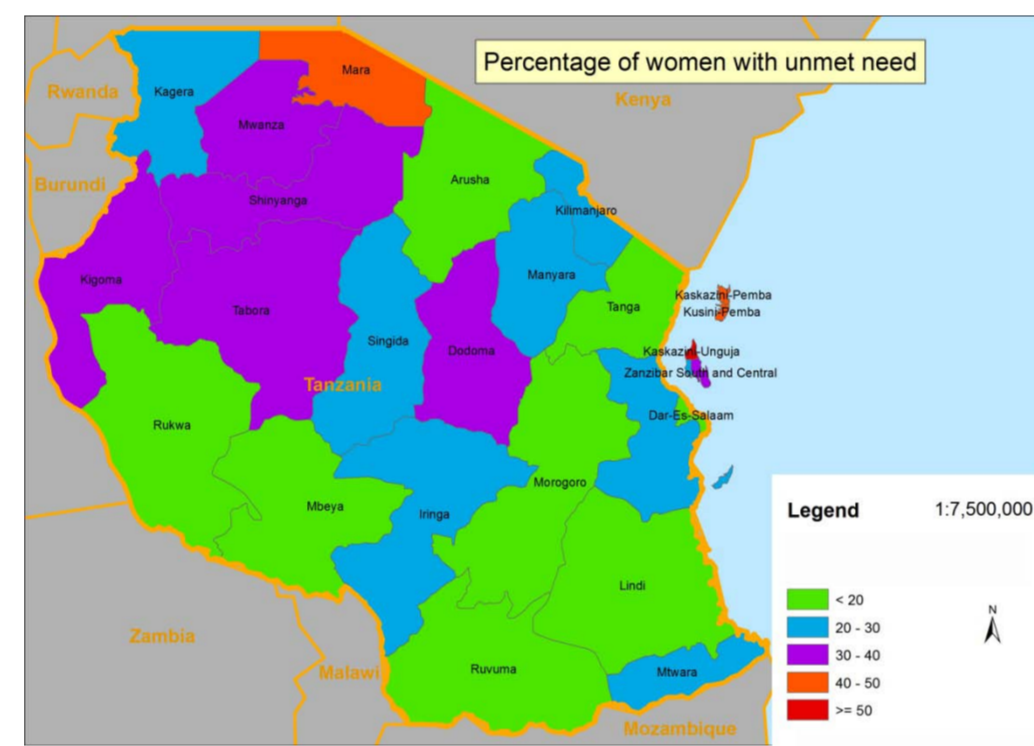 Percentage of women with unmet need
Mara
Rwanda
Kagera
Kenya
Mwanza
Arusha
Burundi
Shinyanga
Kilimanjaro
Manyara
Kigoma
Kaskazini-Pemba
Tanga
Kusini-Pemba
Tabora
Singida
Dodoma
Kaskazini-Unguja
Zanzibar South and Central
Tanzania
Dar-Es-Salaam
Rukwa
Morogoro
Mbeya
Iringa
Lindi
Zambia
Malawi
Ruvuma
Mtwara
Mozambique
Legend
1:7,500,000
< 20
20 - 30
30 - 40
40 - 50
>= 50
N